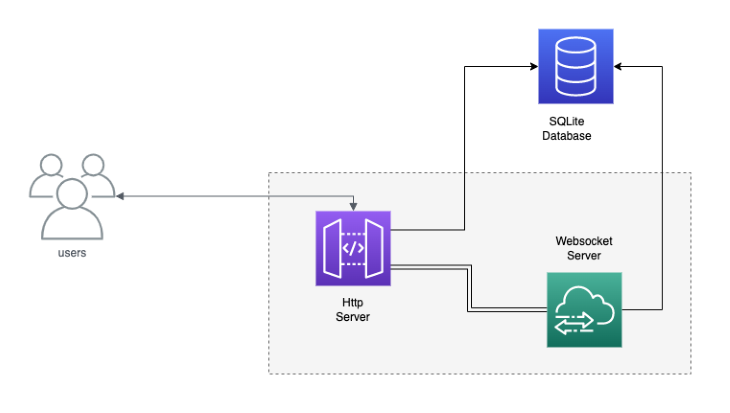 SQLite
Database
users
Websocket
Server
</>
Http
Server